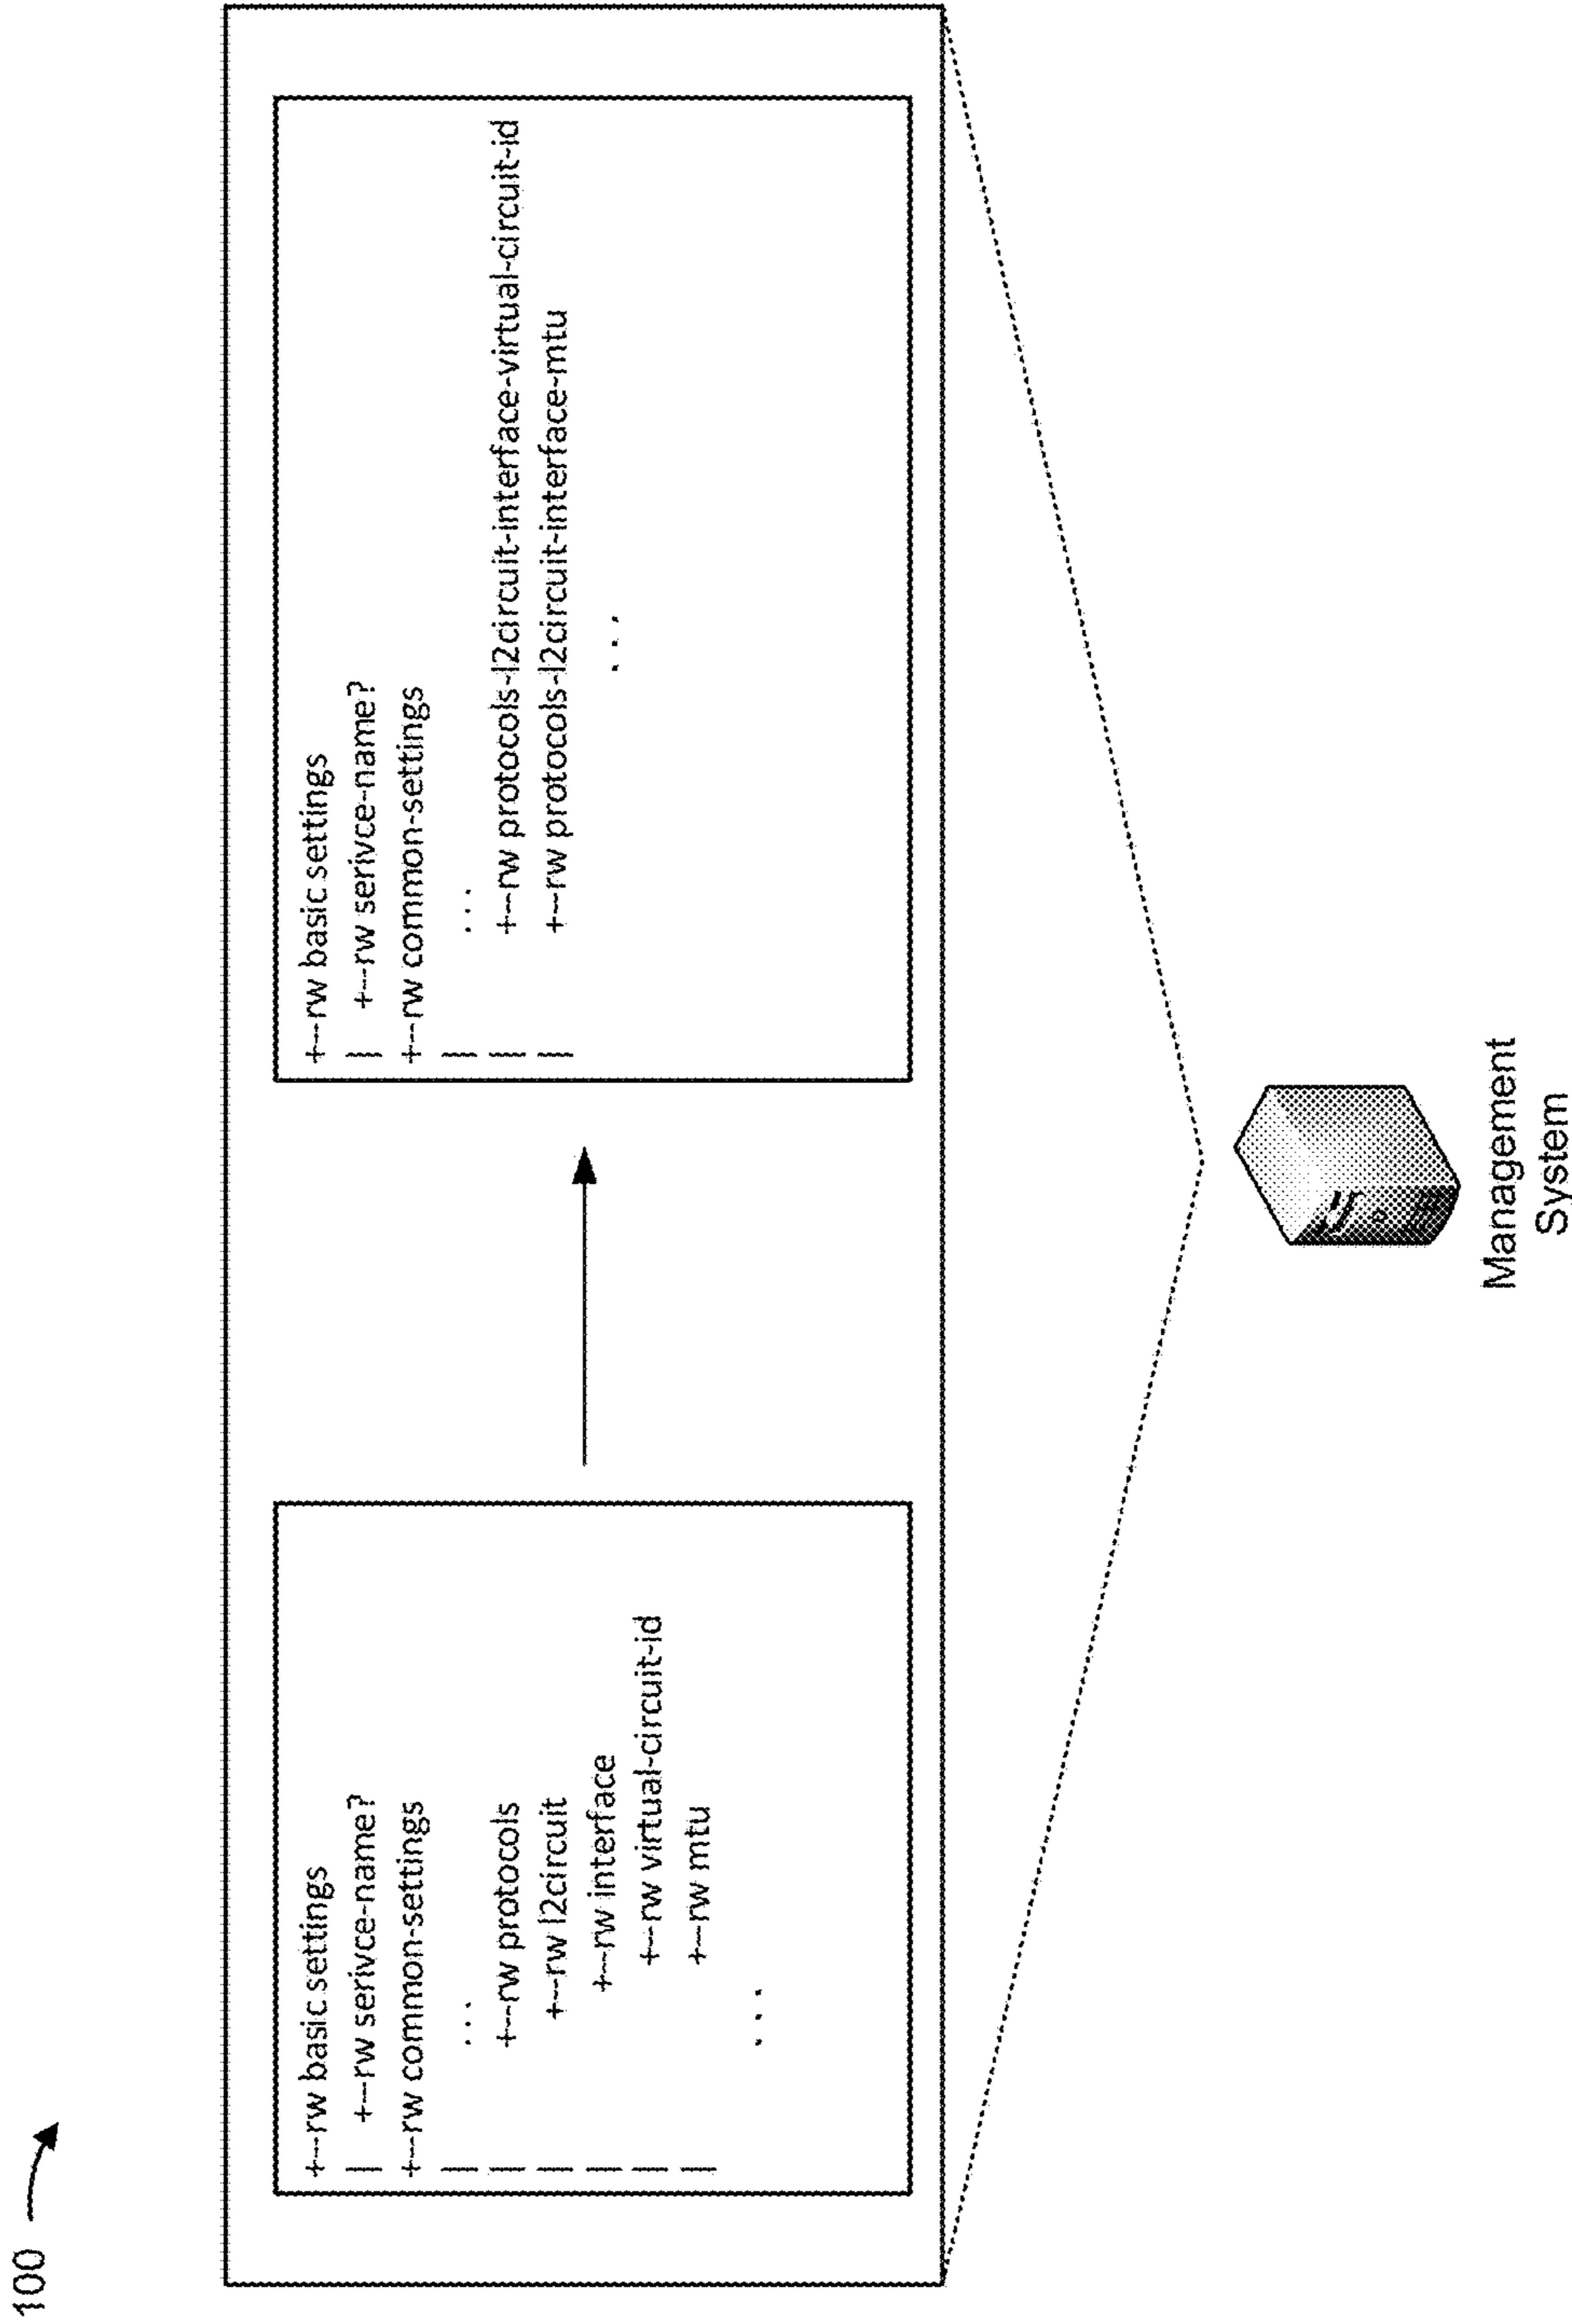 100
+--rw basic settings
| +--rw serivce-name?
+--rw common-settings
| ...
| +--rw protocols
| +--rw l2circuit
| +--rw interface
| +--rw virtual-circuit-id
| +--rw mtu
...
+--rw basic settings
| +--rw serivce-name?
+--rw common-settings
| ...
| +--rw protocols-l2circuit-interface-virtual-circuit-id
| +--rw protocols-l2circuit-interface-mtu
...
Management
System